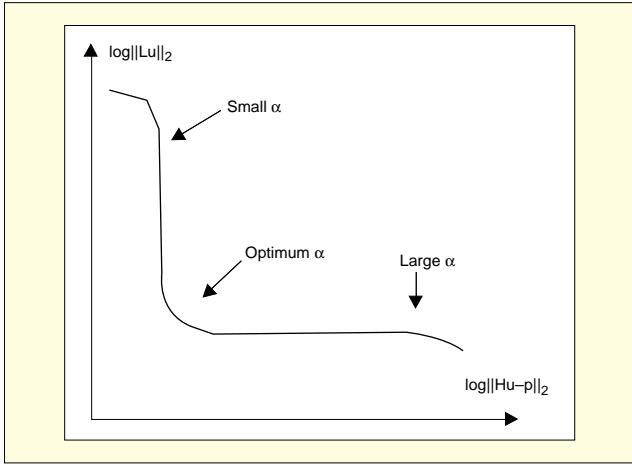 log||Lu||2
Small α
Optimum α
Large α
log||Hu–p||2